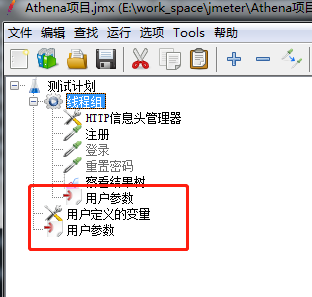 Athena项目.jmx (E:\work_space\jmeter\Athena项目
文件 编辑 查找 运行 选项 Tools 帮助
测试计划
线程组
HTTP信息头管理器
注册
登录
重置密码
察看结果树
用户参数
用户定义的变量
用户参数